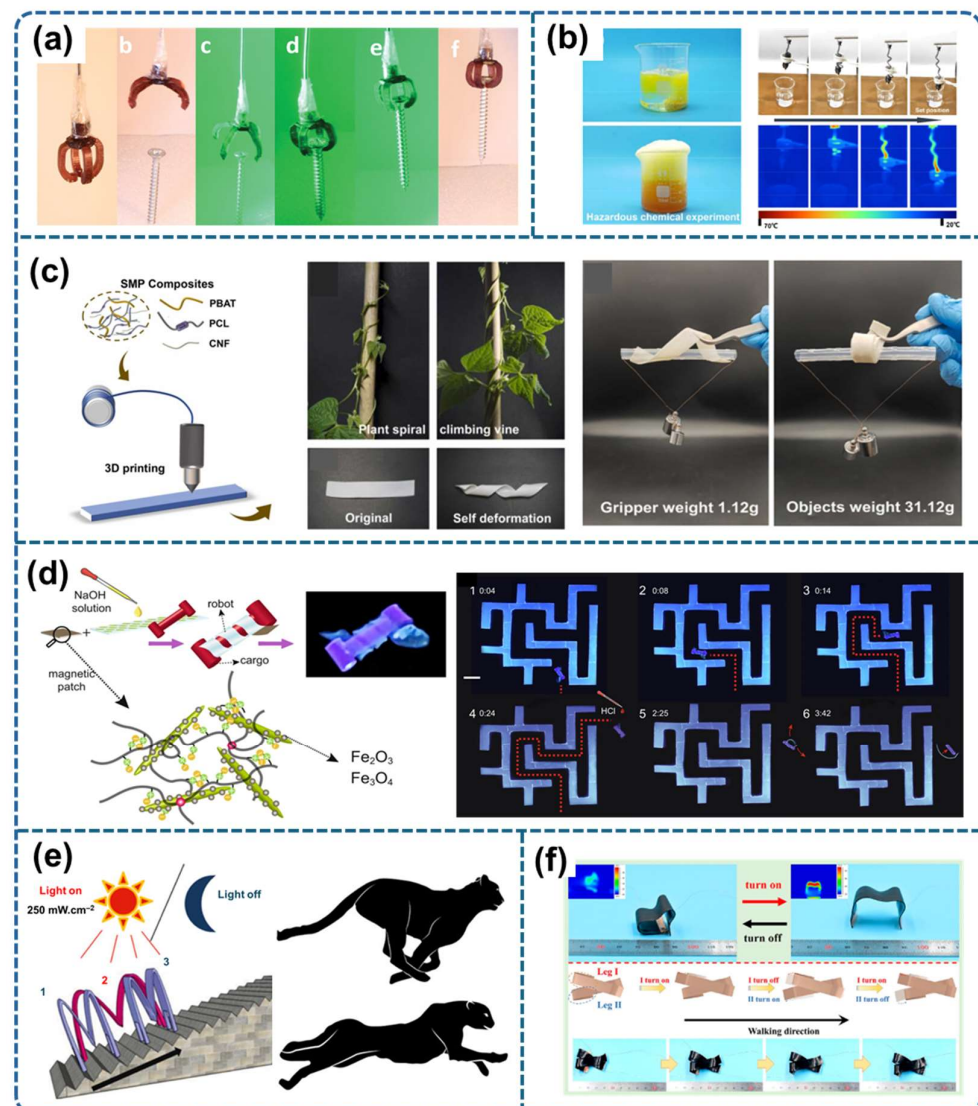 (a)
b
c
d
e
f
(b)
Hazardous chemical experiment
Set position
70℃
20℃
(c)
SMP Composites
PBAT
PCL
CNF
3D printing
Plant spiral
climbing vine
Original
Self deformation
Gripper weight 1.12g
Objects weight 31.12g
(d)
NaOH
solution
robot
cargo
magnetic
patch
Fe₂O₃
Fe₃O₄
1 0:04
2 0:08
3 0:14
HCl
4 0:24
5 2:25
6 3:42
(e)
Light on
250 mW.cm⁻²
Light off
1
2
3
(f)
turn on
turn off
Leg I
Leg II
I turn on
I turn off
II turn on
I turn on
II turn off
Walking direction